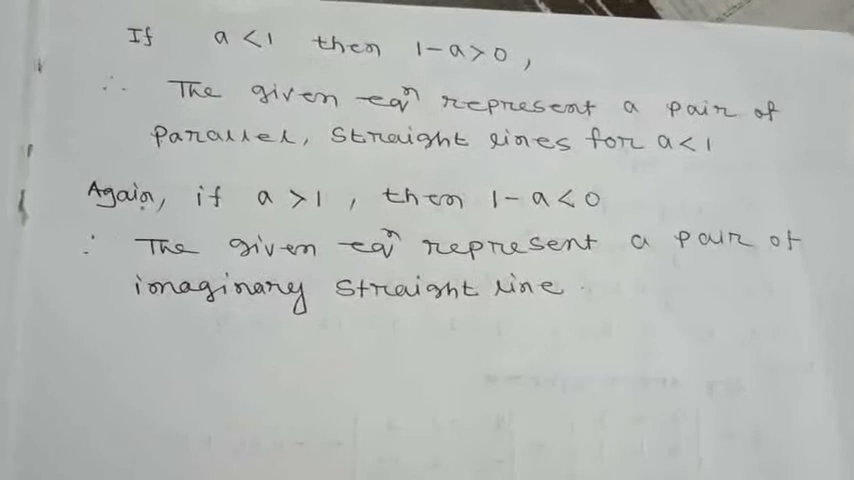 If a < 1 then 1 - a > 0,
∴ The given eqⁿ represent a pair of
parallel, straight lines for a < 1
Again, if a > 1, then 1 - a < 0
∴ The given eqⁿ represent a pair of
imaginary straight line.